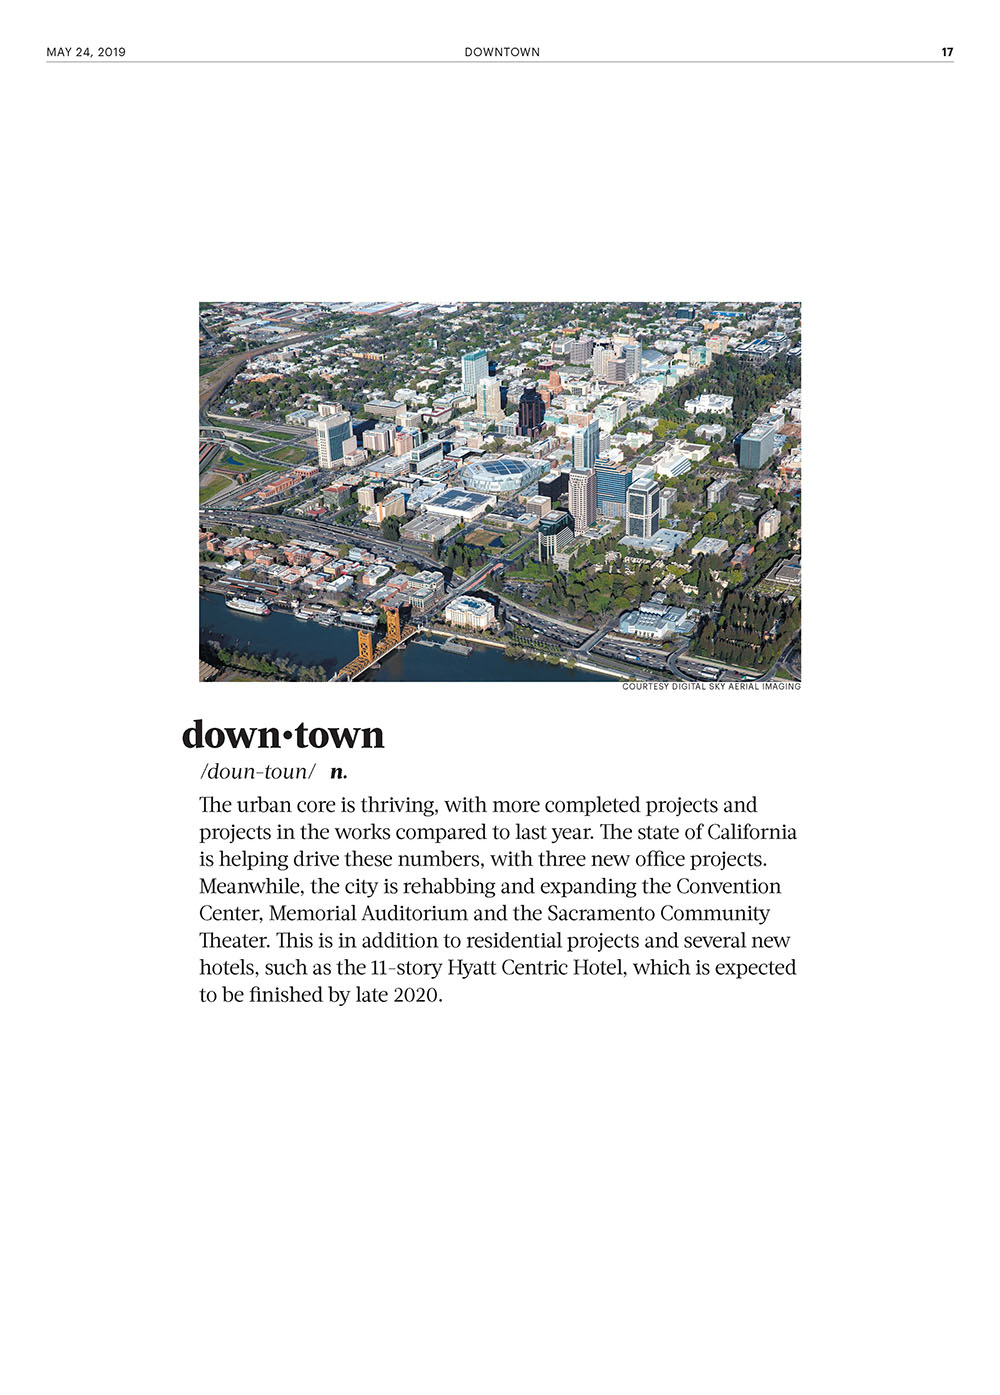 MAY 24, 2019
DOWNTOWN
17
COURTESY DIGITAL SKY AERIAL IMAGING
down•town
/doun-toun/ n.
The urban core is thriving, with more completed projects and
projects in the works compared to last year. The state of California
is helping drive these numbers, with three new office projects.
Meanwhile, the city is rehabbing and expanding the Convention
Center, Memorial Auditorium and the Sacramento Community
Theater. This is in addition to residential projects and several new
hotels, such as the 11-story Hyatt Centric Hotel, which is expected
to be finished by late 2020.